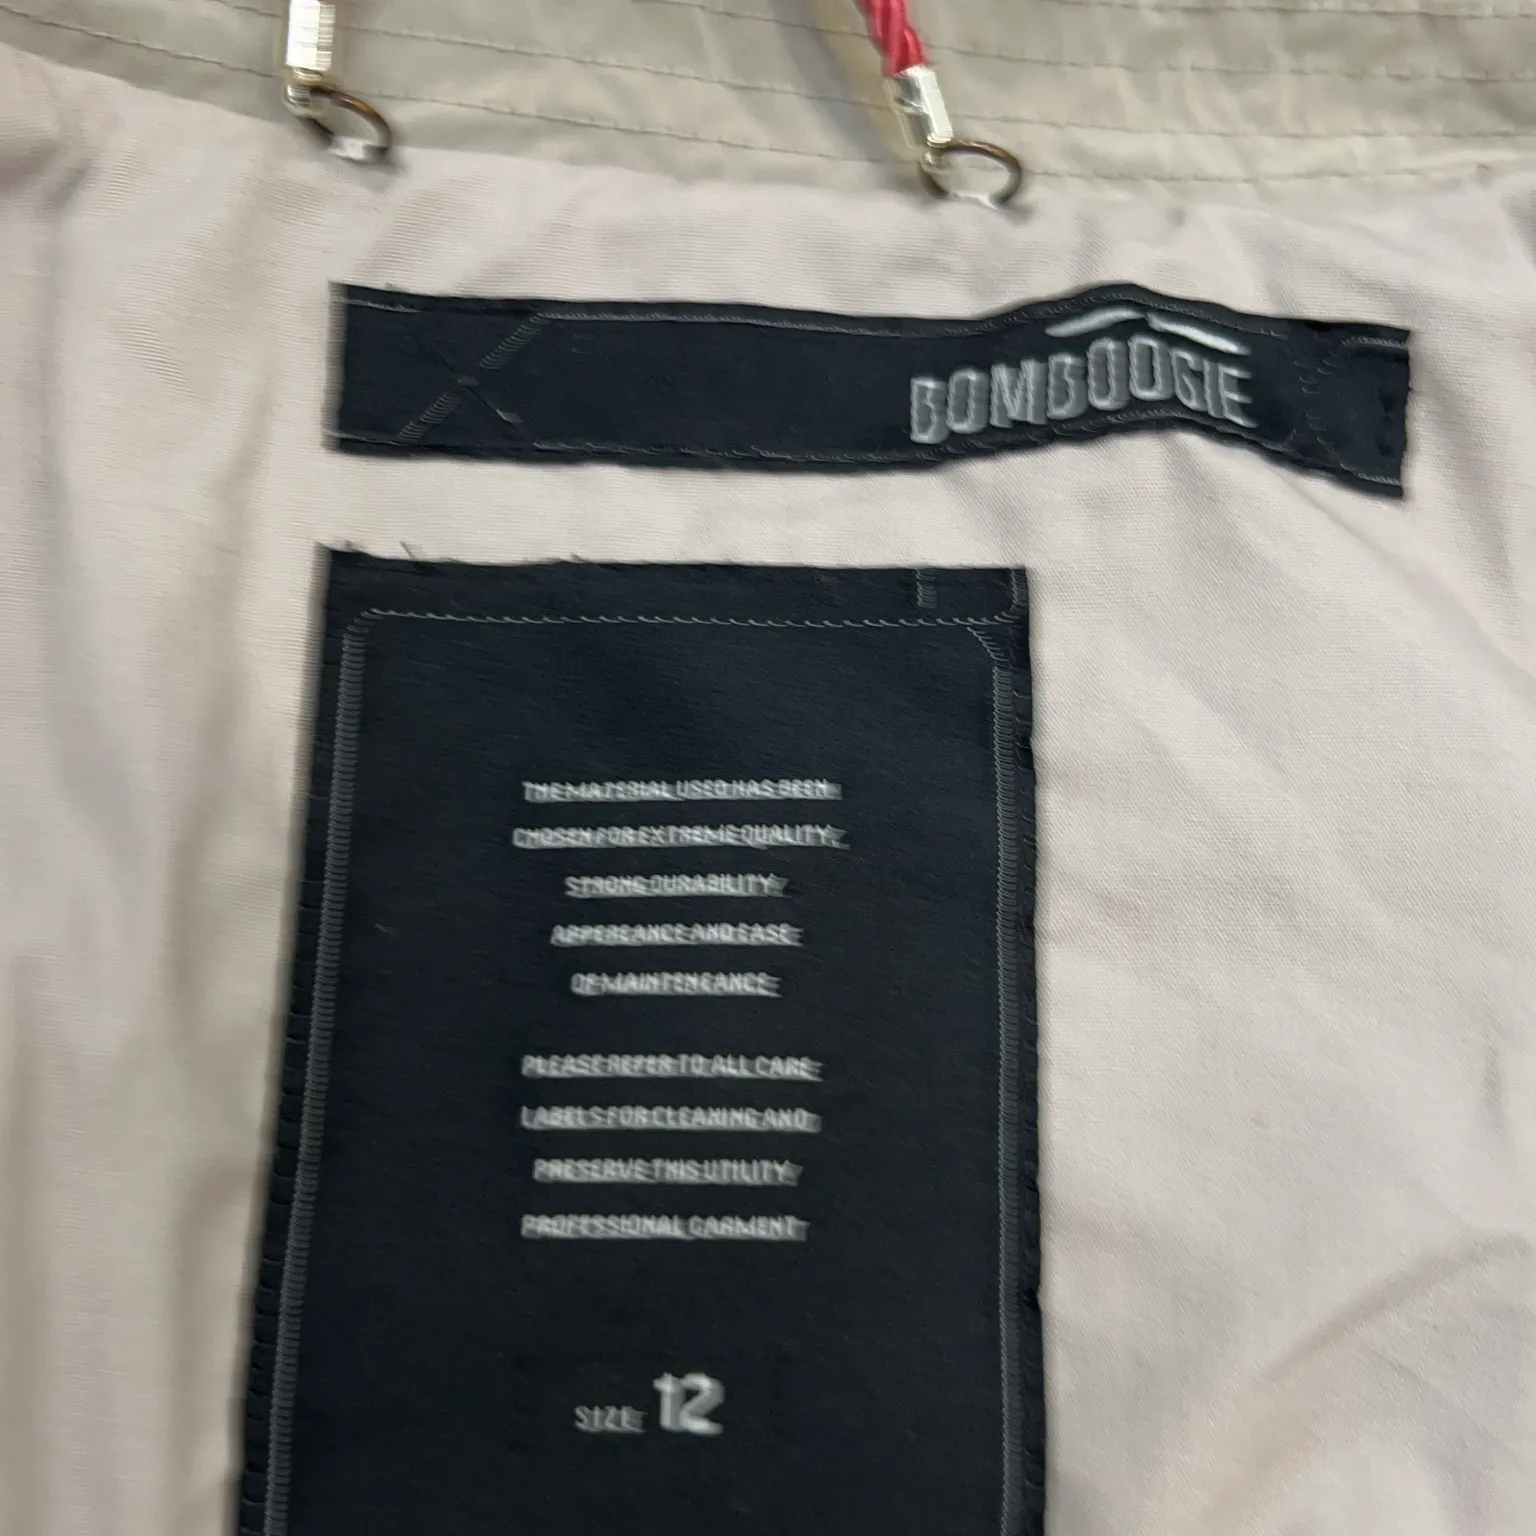 BOMBOOGIE
THE MATERIAL USED HAS BEEN
CHOSEN FOR EXTREME QUALITY,
STRONG DURABILITY,
APPEREANCE AND EASE
OF MAINTENEANCE
PLEASE REFER TO ALL CARE
LABELS FOR CLEANING AND
PRESERVE THIS UTILITY
PROFESSIONAL GARMENT
SIZE 12